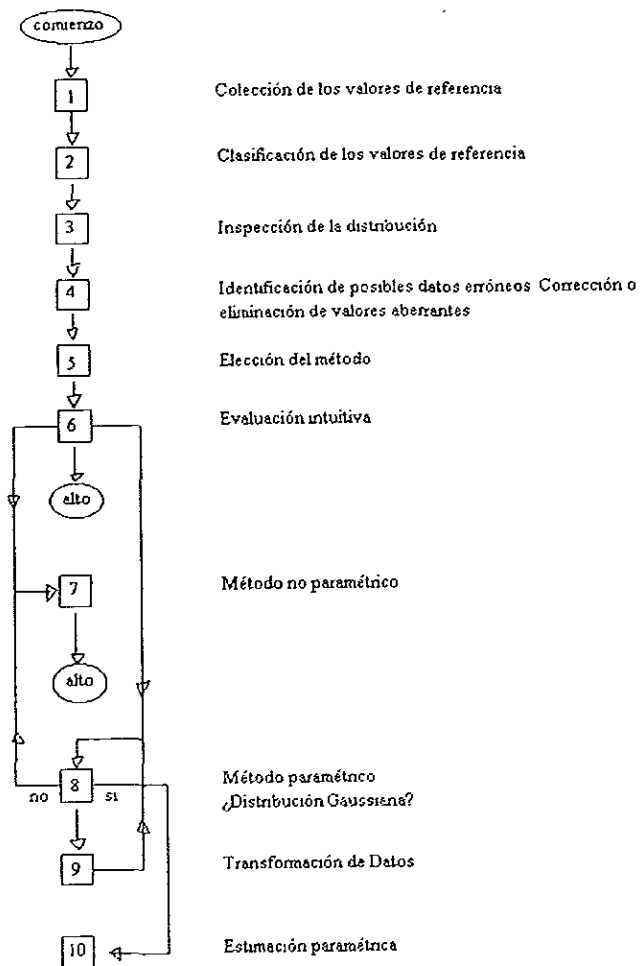 comienzo
1 Colección de los valores de referencia
2 Clasificación de los valores de referencia
3 Inspección de la distribución
4 Identificación de posibles datos erróneos Corrección o
eliminación de valores aberrantes
5 Elección del método
6 Evaluación intuitiva
alto
7 Método no paramétrico
alto
8 Método paramétrico
no si ¿Distribución Gaussiana?
9 Transformación de Datos
10 Estimación paramétrica